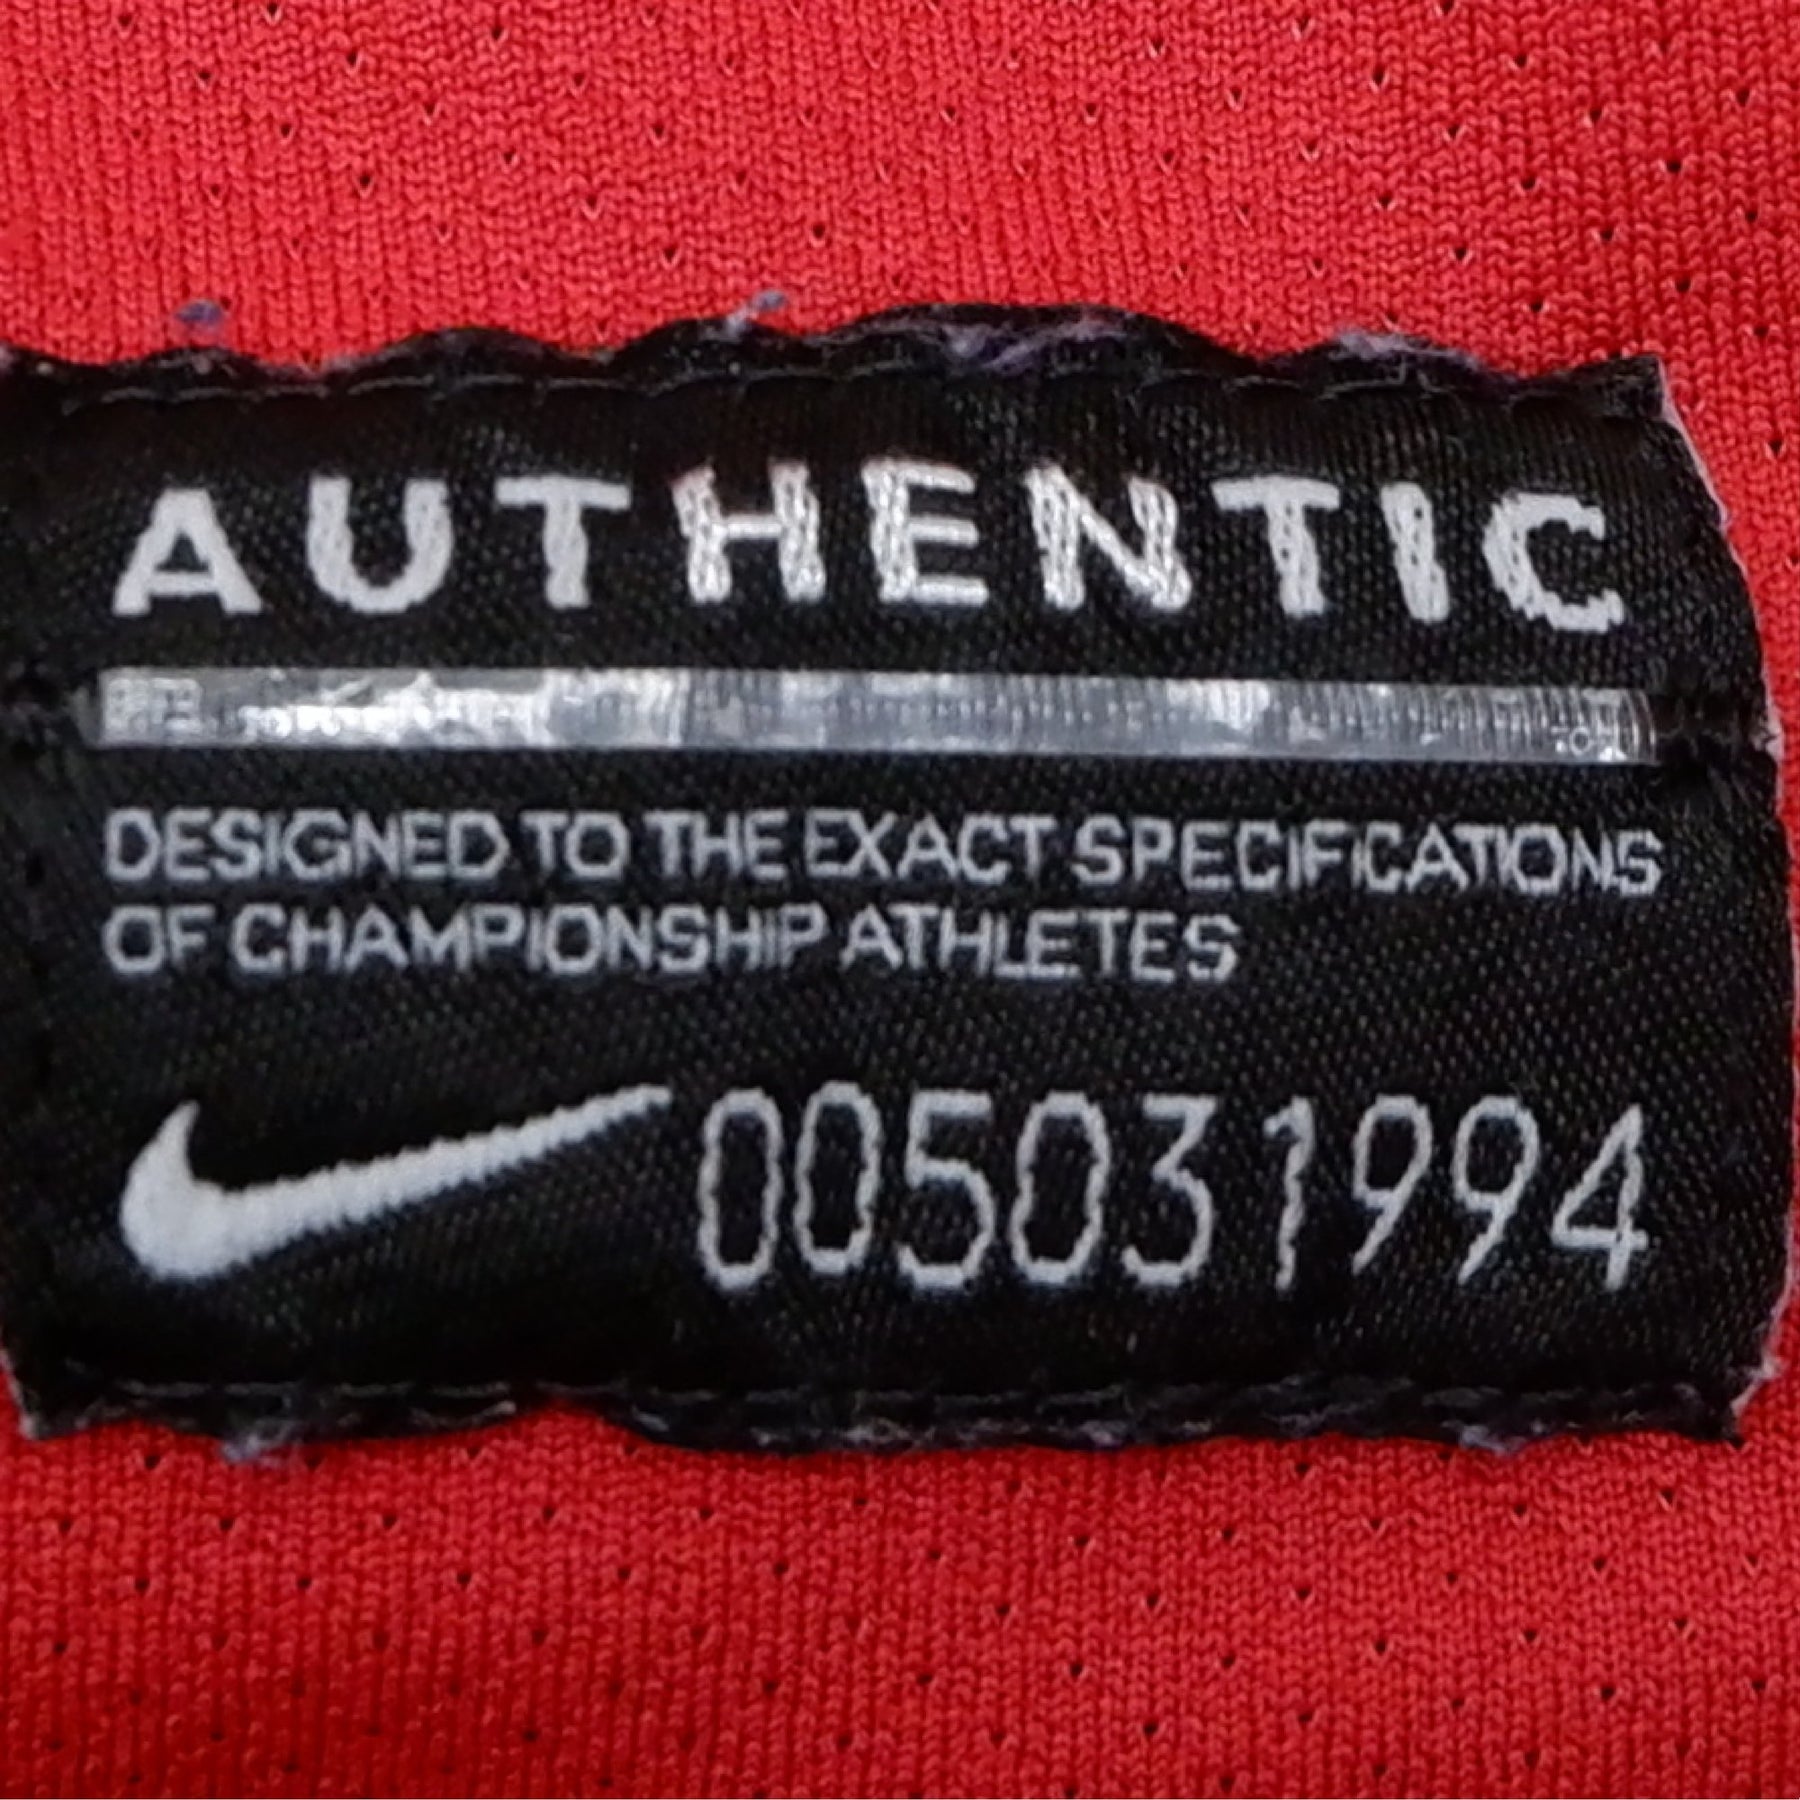 AUTHENTIC
DESIGNED TO THE EXACT SPECIFICATIONS
OF CHAMPIONSHIP ATHLETES
005031994